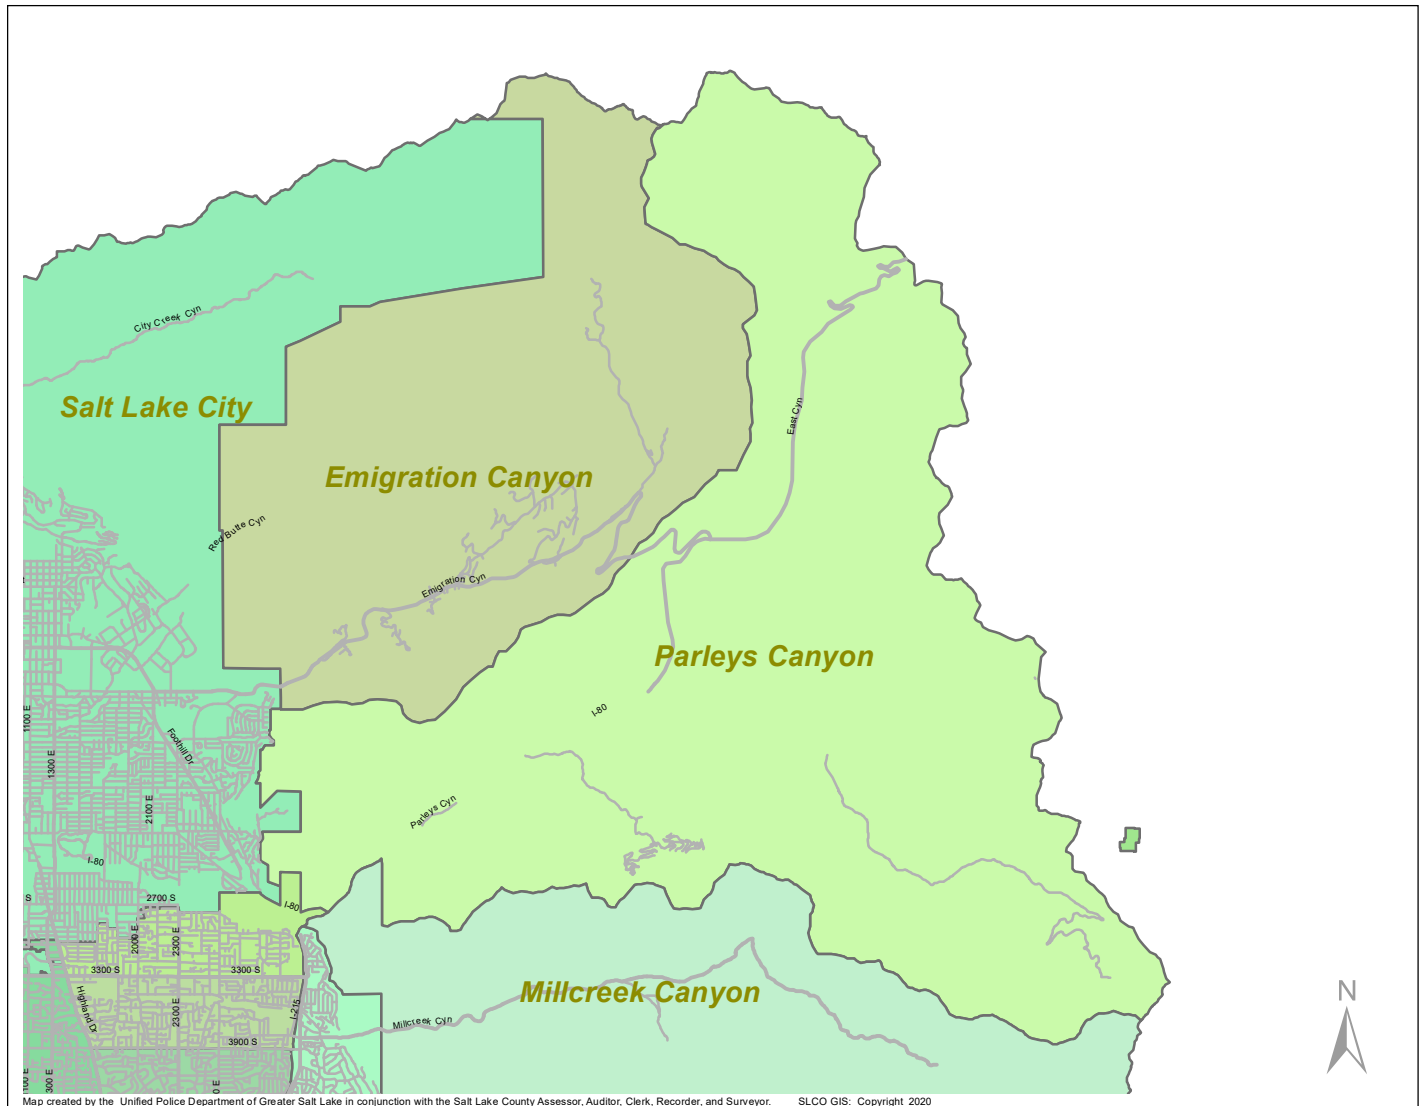 City Creek Cyn
Salt Lake City
East Cyn
Emigration Canyon
Red Butte Cyn
Emigration Cyn
Parleys Canyon
I-80
1100 E
Foothill Dr
1300 E
2100 E
Parleys Cyn
I-80
S
2700 S
I-80
2000 E
2300 E
3300 S
3300 S
Millcreek Canyon
N
Highland Dr
2300 E
I-215
Millcreek Cyn
3900 S
100 E
300 E
0 E
Map created by the Unified Police Department of Greater Salt Lake in conjunction with the Salt Lake County Assessor, Auditor, Clerk, Recorder, and Surveyor. SLCO GIS: Copyright 2020